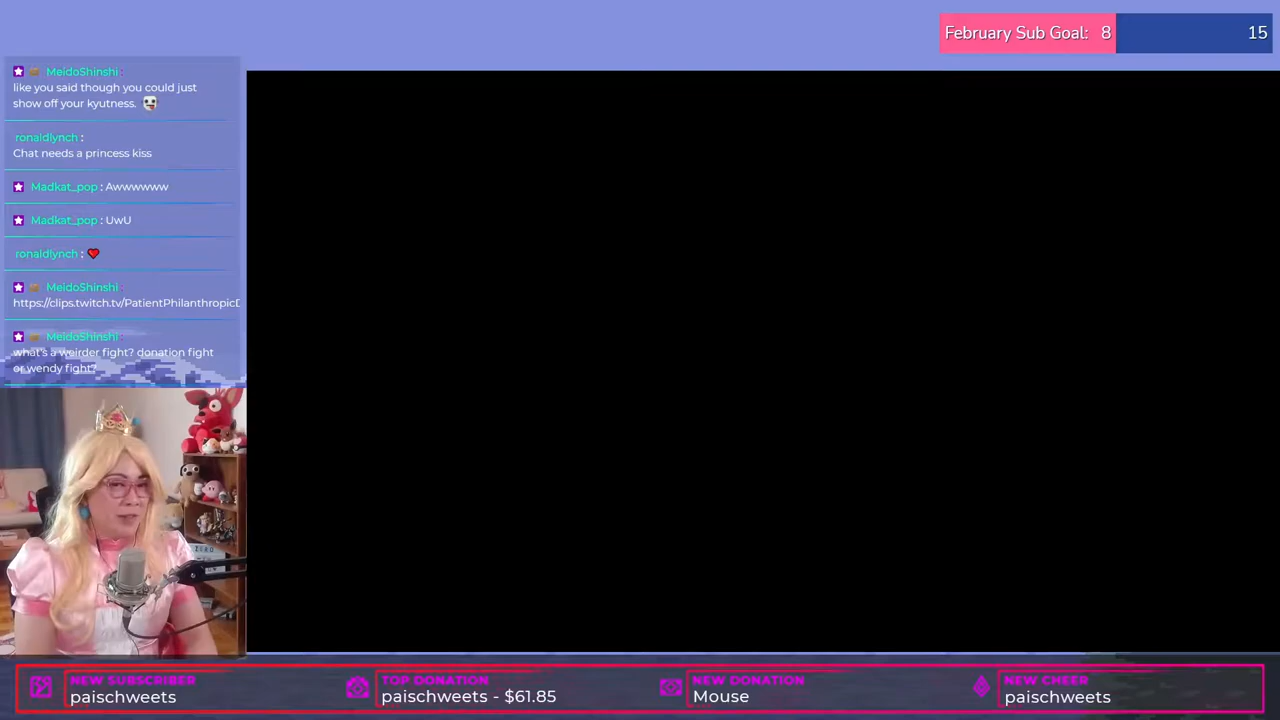 February Sub Goal: 8
15
MeidoShinshi :
like you said though you could just
show off your kyutness.
ronaldlynch :
Chat needs a princess kiss
Madkat_pop : Awwwwww
Madkat_pop : UwU
ronaldlynch :
MeidoShinshi :
https://clips.twitch.tv/PatientPhilanthropic
MeidoShinshi :
what's a weirder fight? donation fight
or wendy fight?
NEW SUBSCRIBER
paischweets
TOP DONATION
paischweets - $61.85
NEW DONATION
Mouse
NEW CHEER
paischweets